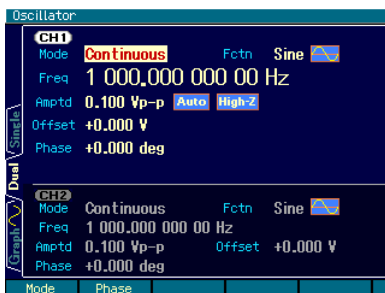 Oscillator
CH1
Mode Continuous Fctn Sine
Freq 1 000.000 000 00 Hz
Amptd 0.100 Vp-p Auto High-Z
Offset +0.000 V
Phase +0.000 deg
Single
Dual
Graph
CH2
Mode Continuous Fctn Sine
Freq 1 000.000 000 00 Hz
Amptd 0.100 Vp-p Offset +0.000 V
Phase +0.000 deg
Mode Phase